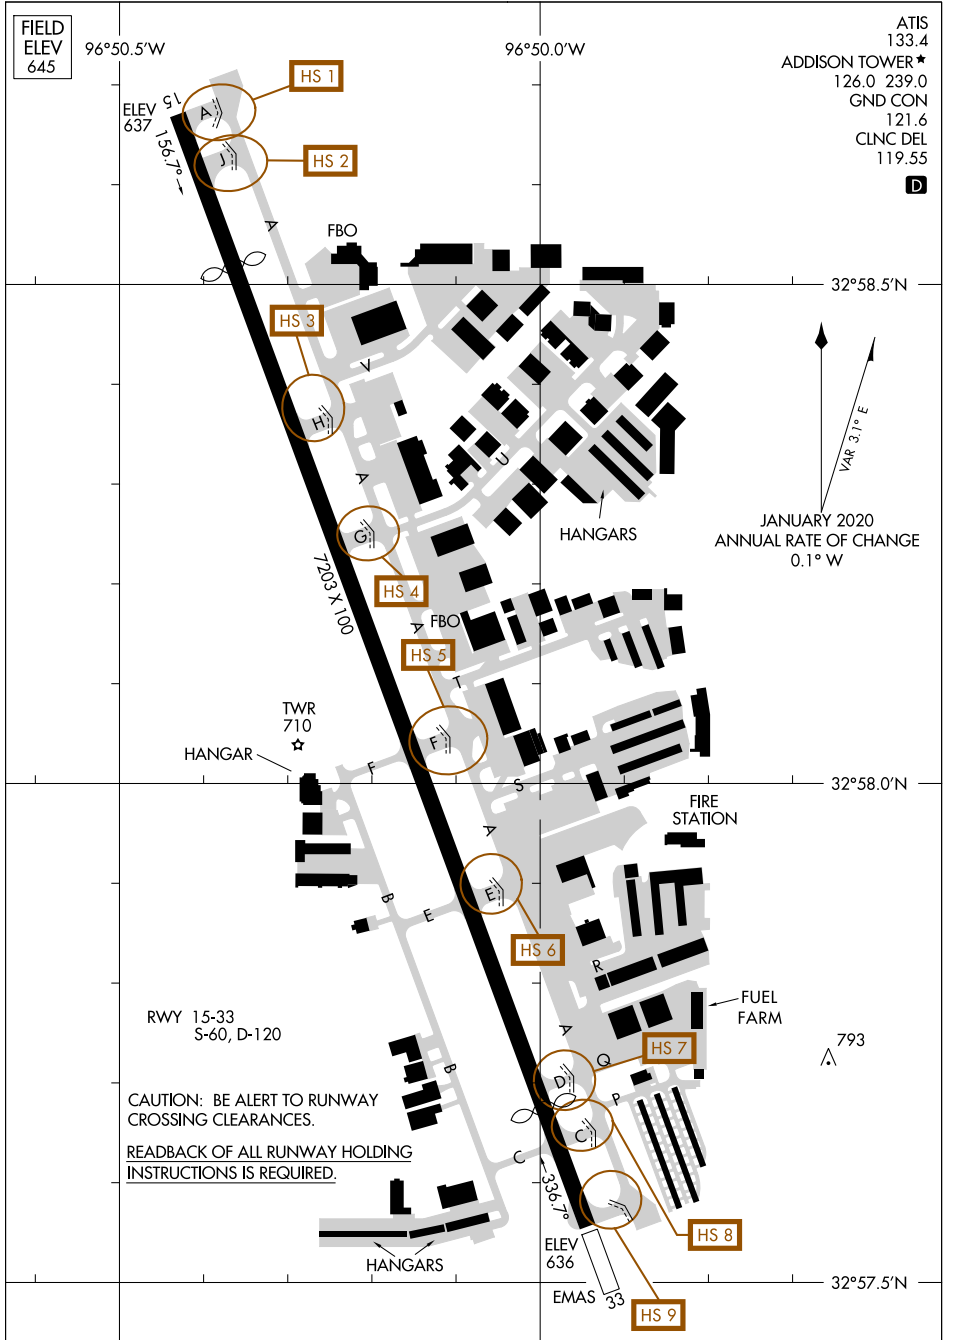 FIELD
ELEV
645
96°50.5'W
96°50.0'W
ATIS
133.4
ADDISON TOWER★
126.0 239.0
GND CON
121.6
CLNC DEL
119.55
D
HS 1
15
ELEV
637
A
156.7°
J
HS 2
A
FBO
32°58.5'N
HS 3
V
H
VAR 3.1° E
A
U
G
HANGARS
JANUARY 2020
ANNUAL RATE OF CHANGE
0.1° W
7203 X 100
HS 4
A
FBO
HS 5
T
TWR
710
F
HANGAR
F
S
32°58.0'N
FIRE
STATION
A
B
E
E
HS 6
R
FUEL
FARM
RWY 15-33
S-60, D-120
A
Q
HS 7
793
B
D
P
CAUTION: BE ALERT TO RUNWAY
CROSSING CLEARANCES.
C
READBACK OF ALL RUNWAY HOLDING
INSTRUCTIONS IS REQUIRED.
C
336.7°
HS 8
ELEV
636
HANGARS
32°57.5'N
EMAS
33
HS 9